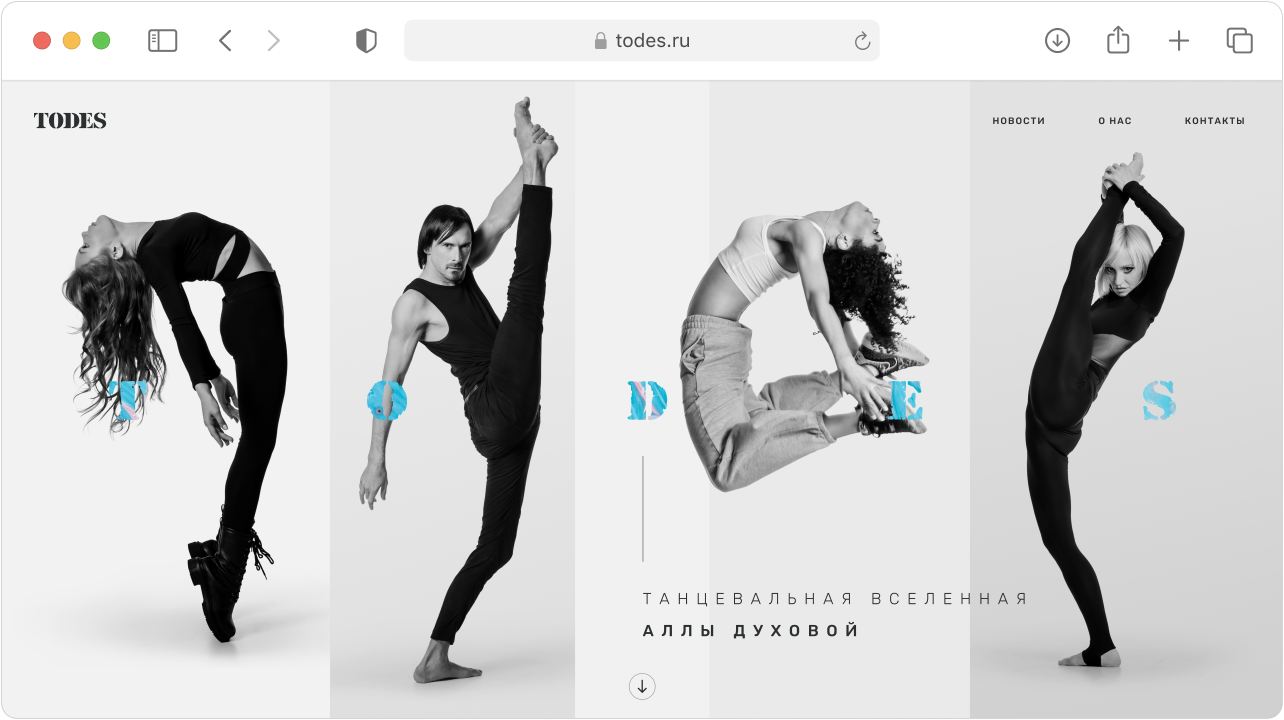 todes.ru
TODES
НОВОСТИ О НАС КОНТАКТЫ
T O D E S
ТАНЦЕВАЛЬНАЯ ВСЕЛЕННАЯ
АЛЛЫ ДУХОВОЙ